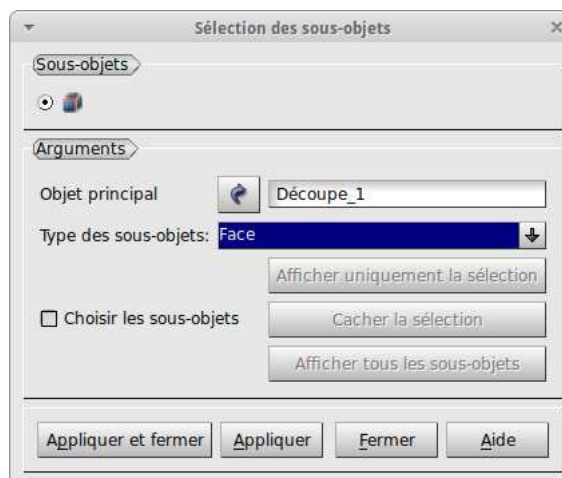 Sélection des sous-objets
Sous-objets
Arguments
Objet principal
Découpe_1
Type des sous-objets: Face
Afficher uniquement la sélection
Choisir les sous-objets
Cacher la sélection
Afficher tous les sous-objets
Appliquer et fermer
Appliquer
Fermer
Aide